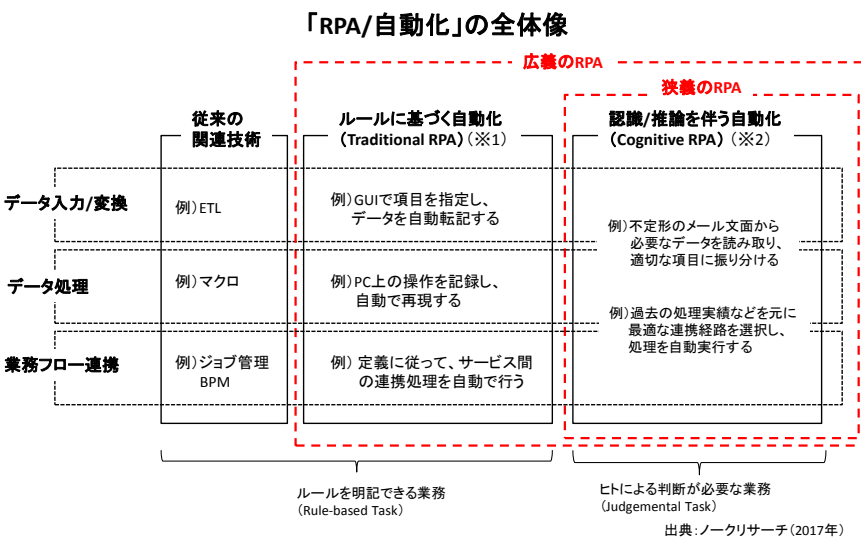 「RPA/自動化」の全体像
広義のRPA
狭義のRPA
従来の
関連技術
ルールに基づく自動化
（Traditional RPA）（※1）
認識/推論を伴う自動化
（Cognitive RPA）（※2）
データ入力/変換
例）ETL
例）GUIで項目を指定し、
データを自動転記する
例）不定形のメール文面から
必要なデータを読み取り、
適切な項目に振り分ける
データ処理
例）マクロ
例）PC上の操作を記録し、
自動で再現する
例）過去の処理実績などを元に
最適な連携経路を選択し、
処理を自動実行する
業務フロー連携
例）ジョブ管理
BPM
例） 定義に従って、サービス間
の連携処理を自動で行う
ルールを明記できる業務
（Rule-based Task）
ヒトによる判断が必要な業務
（Judgemental Task）
出典：ノークリサーチ（2017年）